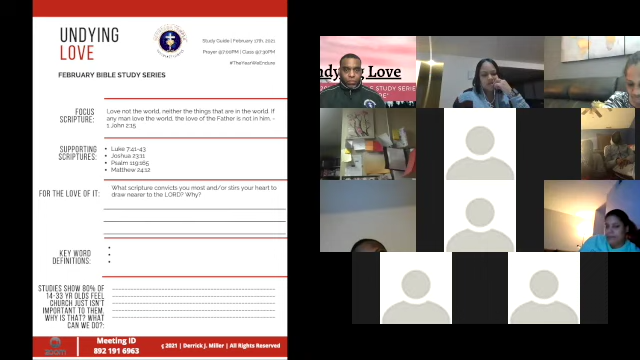 UNDYING
LOVE
Study Guide | February 17th, 2021
Prayer @7:00PM | Class @7:30PM
#TheYearWeEndure
FEBRUARY BIBLE STUDY SERIES
FOCUS
SCRIPTURE:
Love not the world, neither the things that are in the world. If
any man love the world, the love of the Father is not in him. -
1 John 2:15
SUPPORTING
SCRIPTURES:
• Luke 7:41-43
• Joshua 23:11
• Psalm 119:165
• Matthew 24:12
FOR THE LOVE OF IT:
What scripture convicts you most and/or stirs your heart to
draw nearer to the LORD? Why?
KEY WORD
DEFINITIONS:
STUDIES SHOW 80% OF
14-33 YR OLDS FEEL
CHURCH JUST ISN'T
IMPORTANT TO THEM.
WHY IS THAT? WHAT
CAN WE DO?:
zoom
Meeting ID
892 191 6963
© 2021 | Derrick J. Miller | All Rights Reserved
ndying Love
BIBLE STUDY SERIES